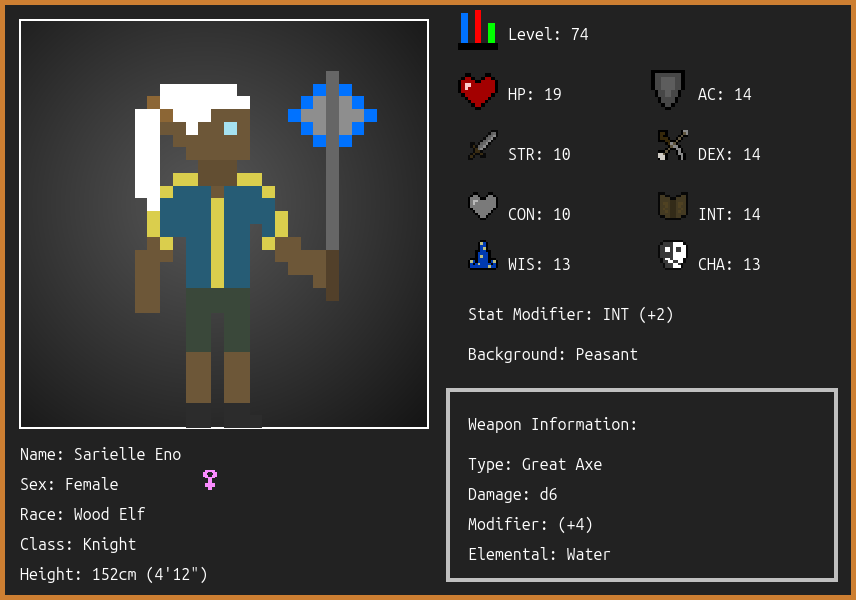 Level: 74
HP: 19
AC: 14
STR: 10
DEX: 14
CON: 10
INT: 14
WIS: 13
CHA: 13
Stat Modifier: INT (+2)
Background: Peasant
Weapon Information:
Type: Great Axe
Damage: d6
Modifier: (+4)
Elemental: Water
Name: Sarielle Eno
Sex: Female
Race: Wood Elf
Class: Knight
Height: 152cm (4'12")